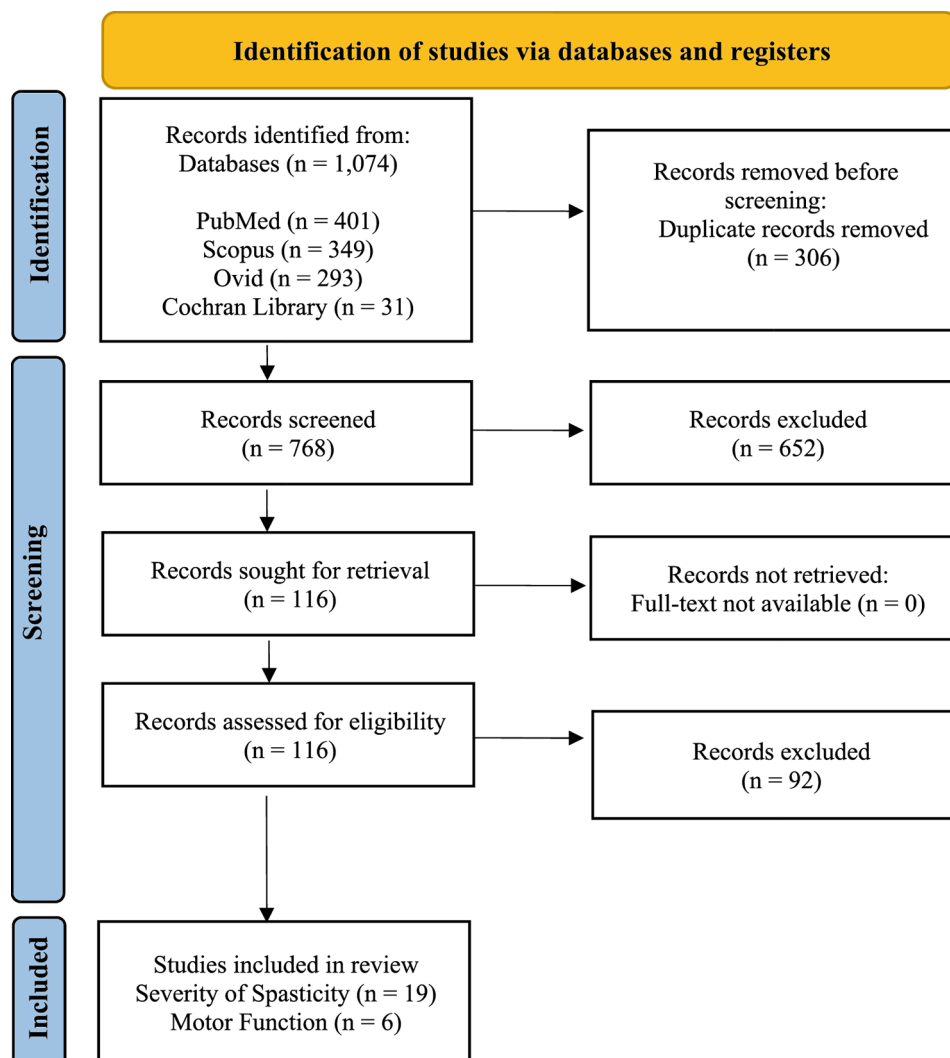 Identification of studies via databases and registers
Identification
Records identified from:
Databases (n = 1,074)
PubMed (n = 401)
Scopus (n = 349)
Ovid (n = 293)
Cochran Library (n = 31)
Records removed before
screening:
Duplicate records removed
(n = 306)
Screening
Records screened
(n = 768)
Records excluded
(n = 652)
Records sought for retrieval
(n = 116)
Records not retrieved:
Full-text not available (n = 0)
Records assessed for eligibility
(n = 116)
Records excluded
(n = 92)
Included
Studies included in review
Severity of Spasticity (n = 19)
Motor Function (n = 6)